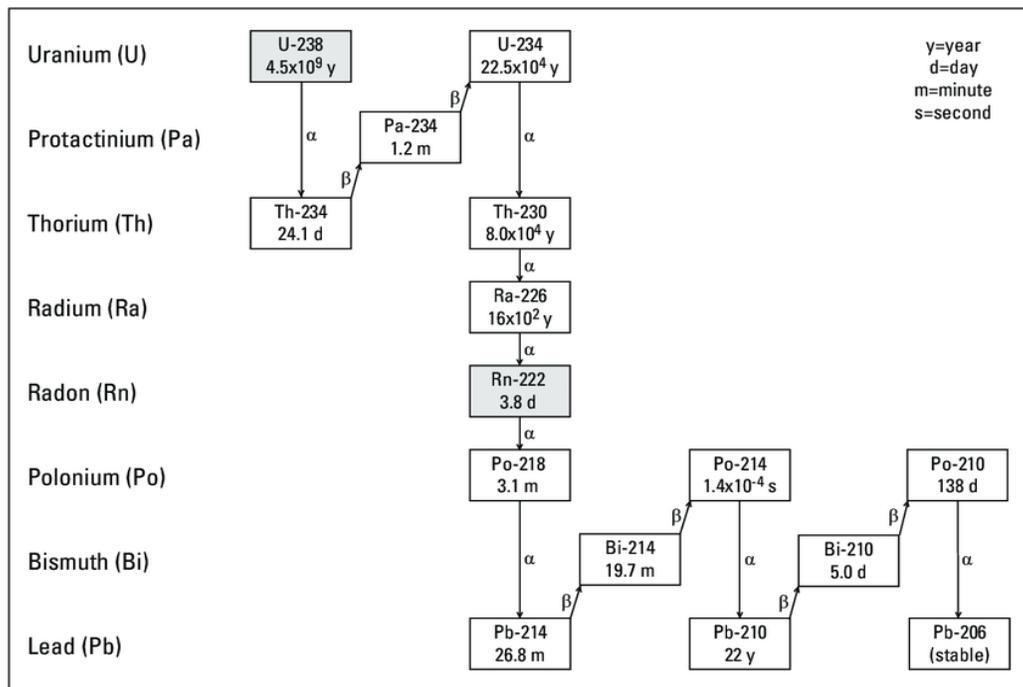 Uranium (U)
U-238
4.5x10⁹ y
U-234
22.5x10⁴ y
y=year
d=day
m=minute
s=second
β
Protactinium (Pa)
α
Pa-234
1.2 m
α
β
Thorium (Th)
Th-234
24.1 d
Th-230
8.0x10⁴ y
α
Radium (Ra)
Ra-226
16x10² y
α
Radon (Rn)
Rn-222
3.8 d
α
Polonium (Po)
Po-218
3.1 m
Po-214
1.4x10⁻⁴ s
Po-210
138 d
β
β
Bismuth (Bi)
α
Bi-214
19.7 m
α
Bi-210
5.0 d
α
β
β
Lead (Pb)
Pb-214
26.8 m
Pb-210
22 y
Pb-206
(stable)